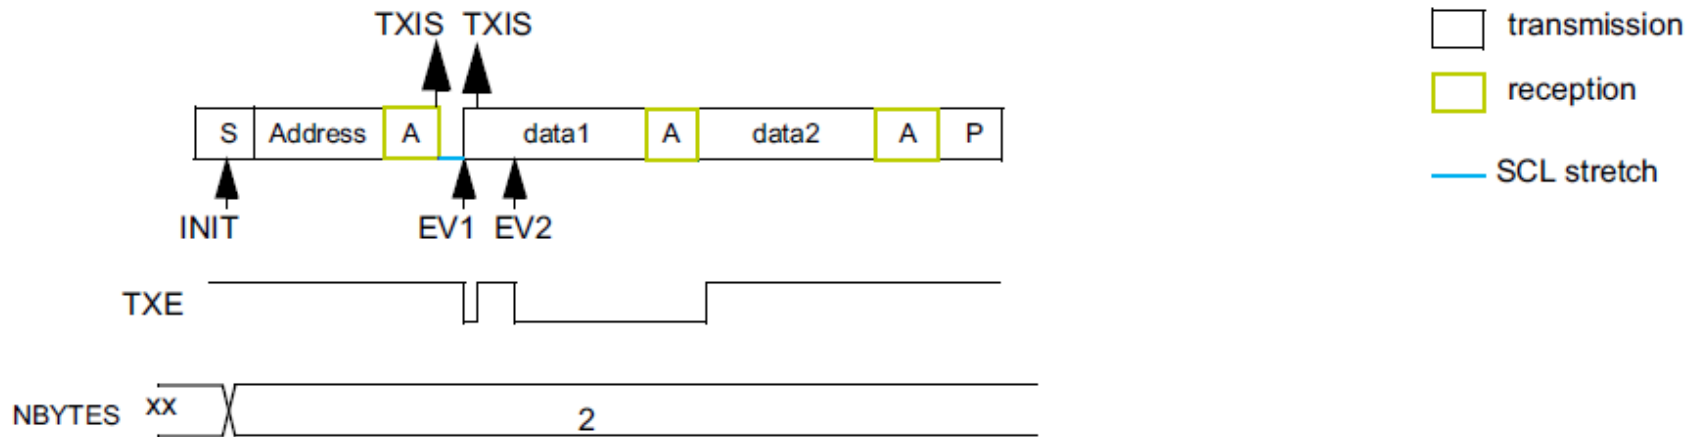 TXIS TXIS
transmission
reception
SCL stretch
S Address A data1 A data2 A P
INIT EV1 EV2
TXE
NBYTES xx 2